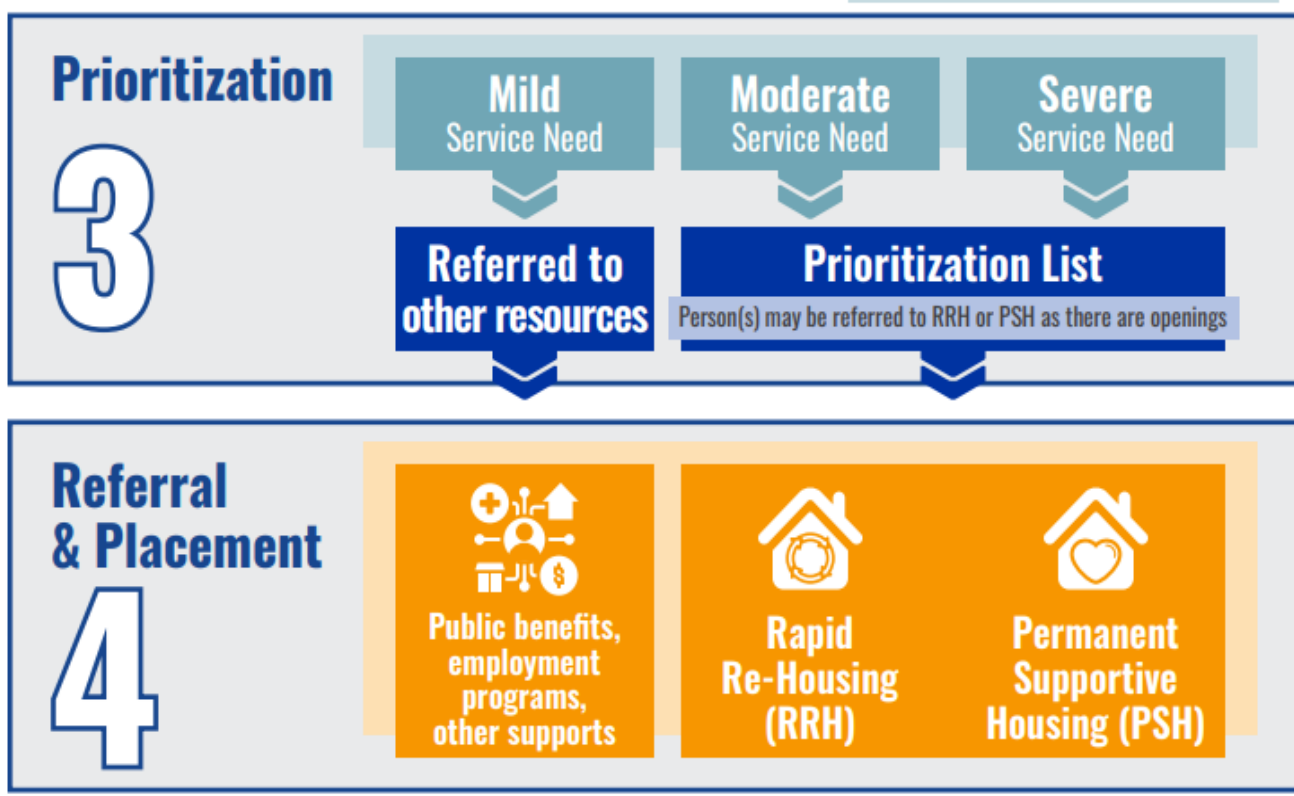 Prioritization
3
Mild
Service Need
Moderate
Service Need
Severe
Service Need
Referred to
other resources
Prioritization List
Person(s) may be referred to RRH or PSH as there are openings
Referral
& Placement
4
$
Public benefits,
employment
programs,
other supports
Rapid
Re-Housing
(RRH)
Permanent
Supportive
Housing (PSH)